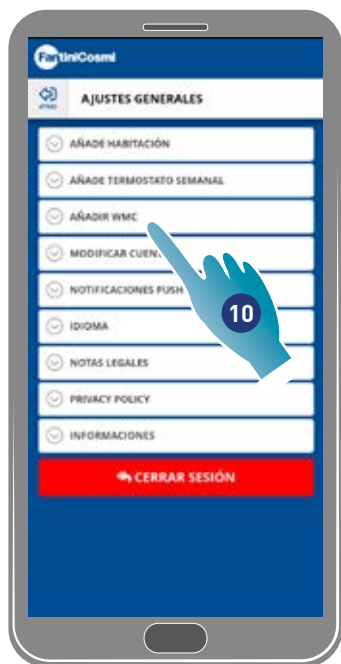 FantiniCosmi
ATRÁS
AJUSTES GENERALES
AÑADE HABITACIÓN
AÑADE TERMOSTATO SEMANAL
AÑADIR WMC
MODIFICAR CUEN
NOTIFICACIONES PUSH
10
IDIOMA
NOTAS LEGALES
PRIVACY POLICY
INFORMACIONES
CERRAR SESIÓN